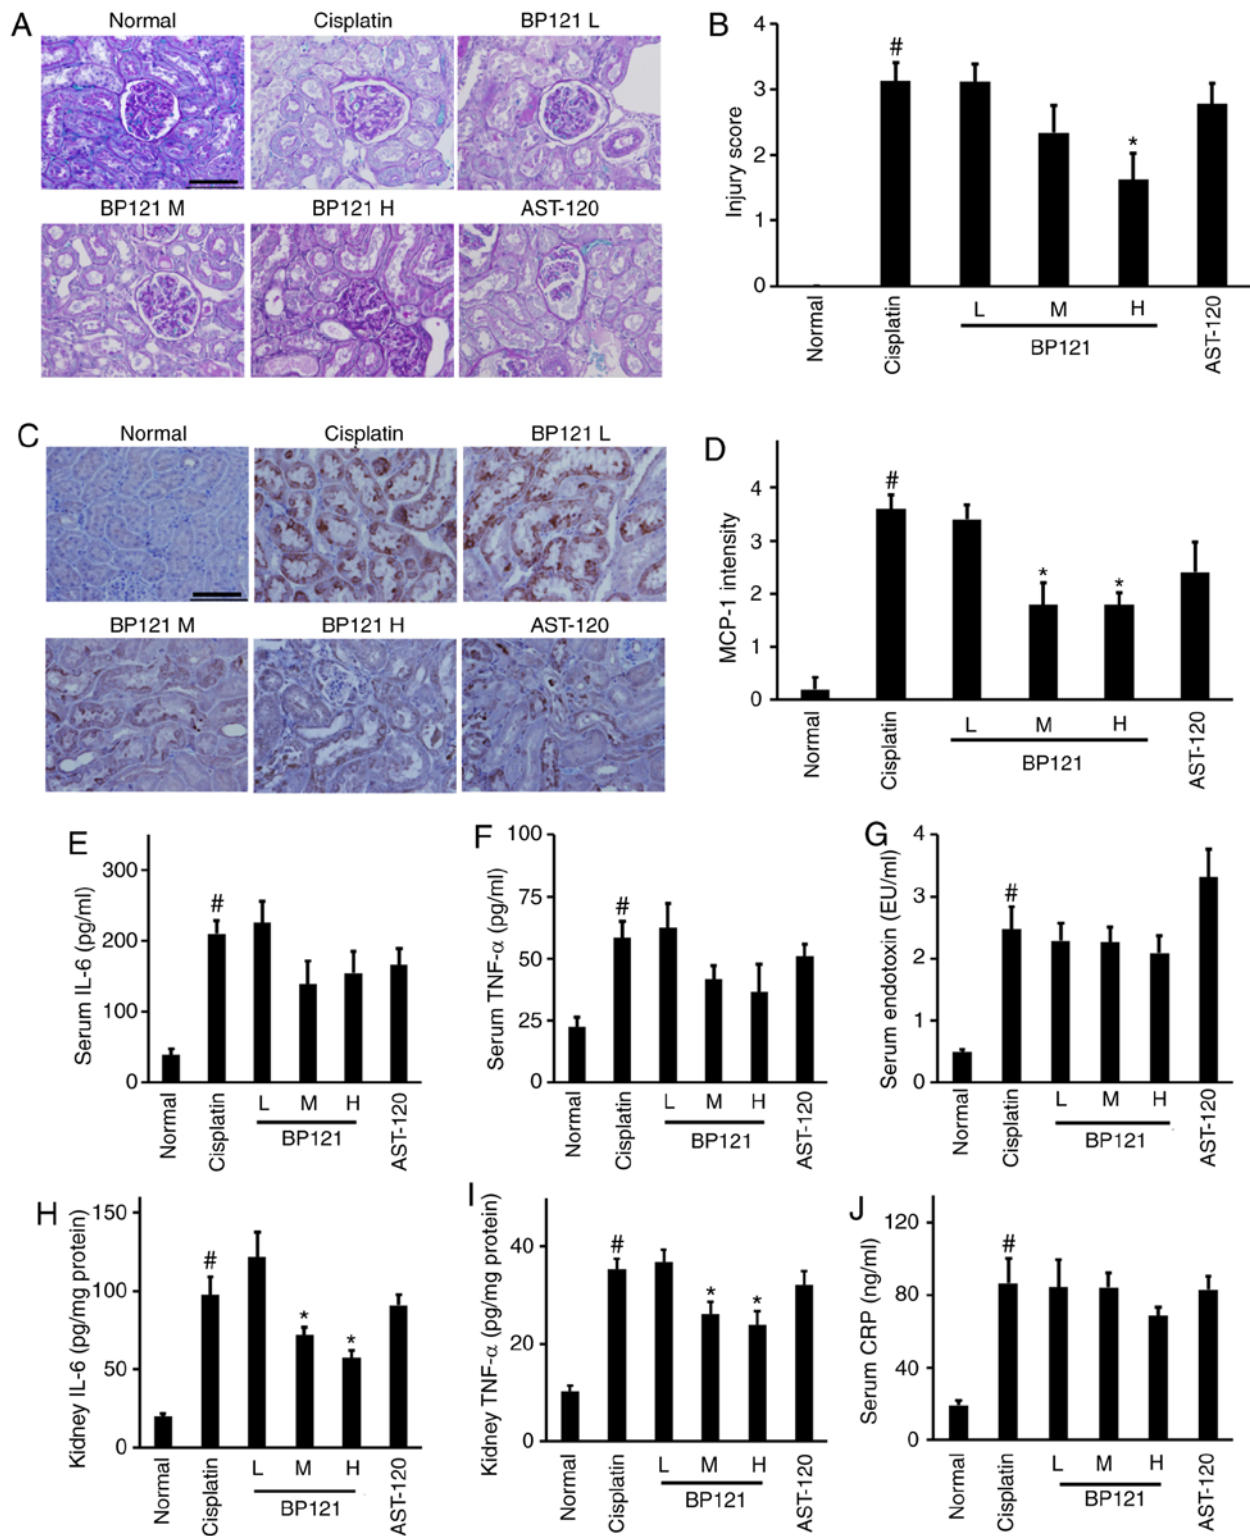 A
Normal
Cisplatin
BP121 L
BP121 M
BP121 H
AST-120
B
Injury score
4
3
2
1
0
#
*
Normal
Cisplatin
L
M
H
BP121
AST-120
C
Normal
Cisplatin
BP121 L
BP121 M
BP121 H
AST-120
D
MCP-1 intensity
4
3
2
1
0
#
*
*
Normal
Cisplatin
L
M
H
BP121
AST-120
E
Serum IL-6 (pg/ml)
300
200
100
0
#
Normal
Cisplatin
L
M
H
BP121
AST-120
F
Serum TNF-α (pg/ml)
100
75
50
25
0
#
Normal
Cisplatin
L
M
H
BP121
AST-120
G
Serum endotoxin (EU/ml)
4
3
2
1
0
#
Normal
Cisplatin
L
M
H
BP121
AST-120
H
Kidney IL-6 (pg/mg protein)
150
100
50
0
#
*
*
Normal
Cisplatin
L
M
H
BP121
AST-120
I
Kidney TNF-α (pg/mg protein)
40
20
0
#
*
*
Normal
Cisplatin
L
M
H
BP121
AST-120
J
Serum CRP (ng/ml)
120
80
40
0
#
Normal
Cisplatin
L
M
H
BP121
AST-120